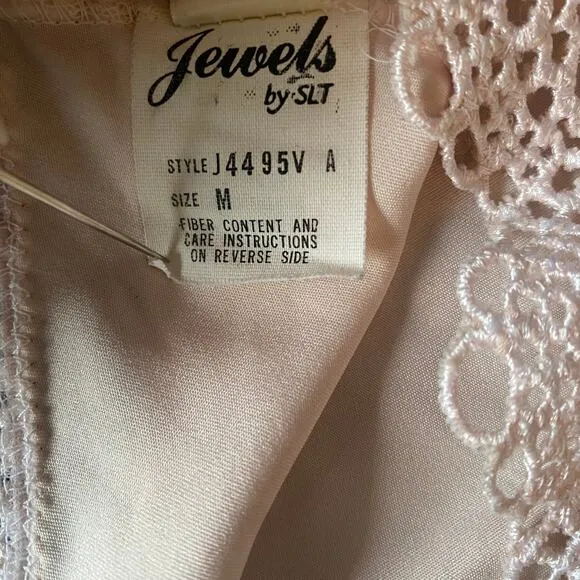 Jewels
by SLT
STYLE J4495V A
SIZE M
FIBER CONTENT AND
CARE INSTRUCTIONS
ON REVERSE SIDE